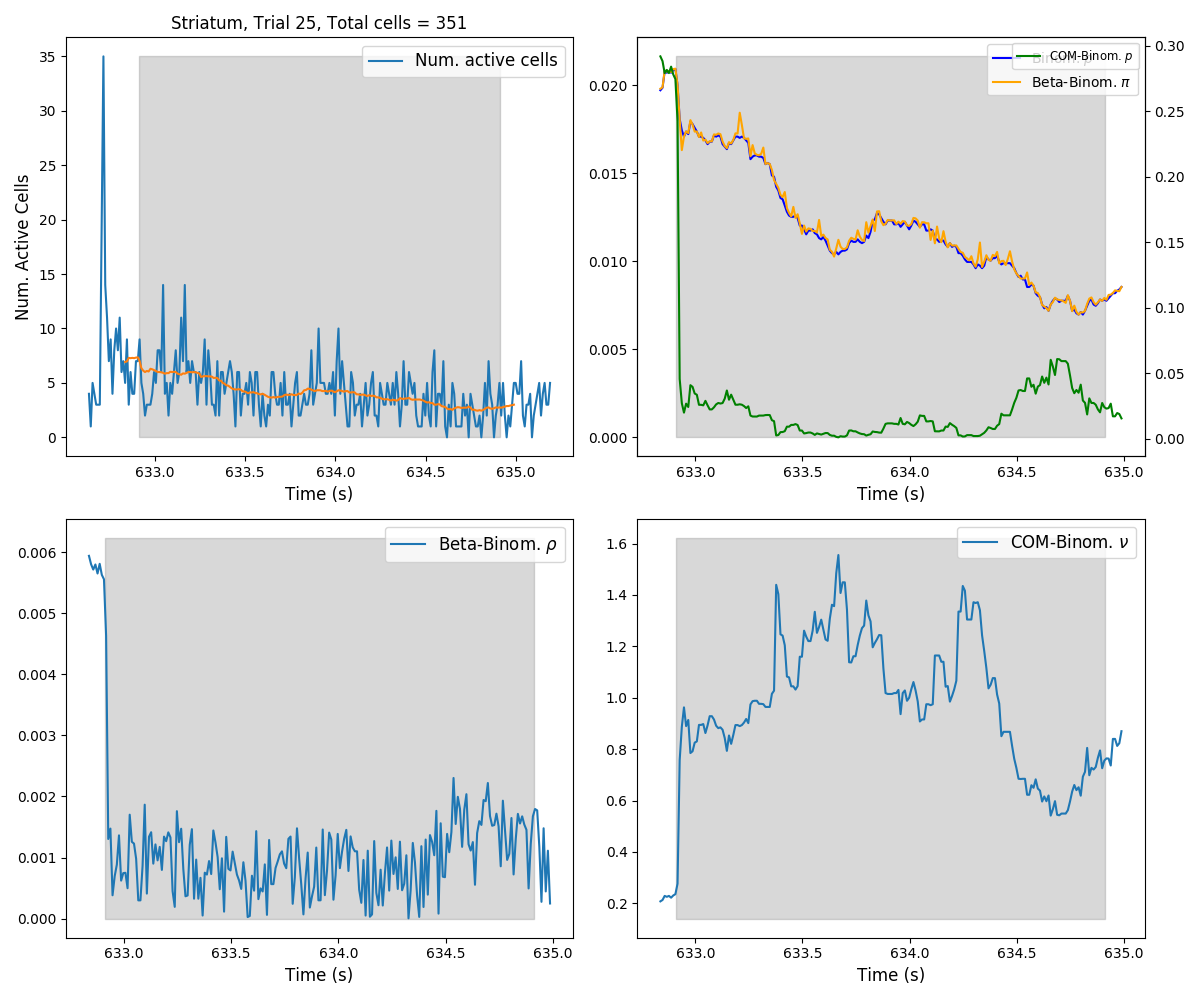 Striatum, Trial 25, Total cells = 351
Num. Active Cells
35
30
25
20
15
10
5
0
Num. active cells
633.0 633.5 634.0 634.5 635.0
Time (s)
0.020
0.015
0.010
0.005
0.000
COM-Binom. p
Beta-Binom. π
0.30
0.25
0.20
0.15
0.10
0.05
0.00
633.0 633.5 634.0 634.5 635.0
Time (s)
0.006
0.005
0.004
0.003
0.002
0.001
0.000
Beta-Binom. ρ
633.0 633.5 634.0 634.5 635.0
Time (s)
1.6
1.4
1.2
1.0
0.8
0.6
0.4
0.2
COM-Binom. ν
633.0 633.5 634.0 634.5 635.0
Time (s)